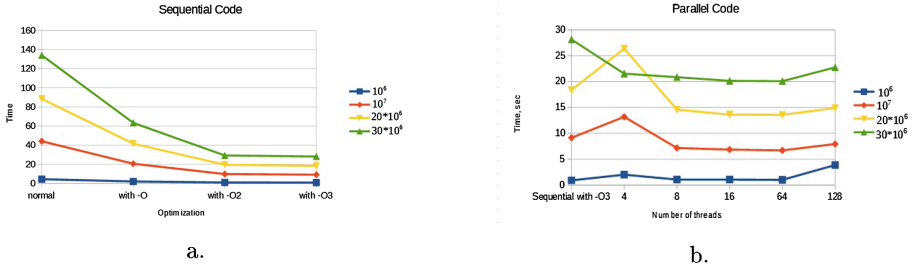 Sequential Code
160
140
120
100
80
60
40
20
0
Time
normal with -O with -O2 with -O3
Optimization
10⁶
10⁷
20*10⁶
30*10⁶
a.
Parallel Code
30
25
20
15
10
5
0
Time, sec
Sequential with -O3 4 8 16 64 128
Number of threads
10⁶
10⁷
20*10⁶
30*10⁶
b.